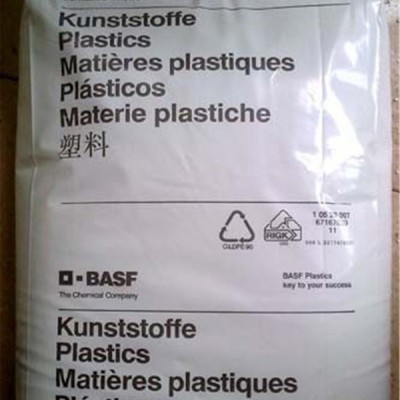 Kunststoffe
Plastics
Matières plastiques
Plásticos
Materie plastiche
塑料
RIGK
BASF
The Chemical Company
BASF Plastics
key to your success
Kunststoffe
Plastics
Matières plastiques